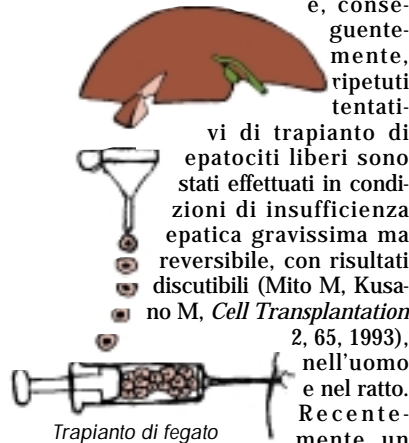 e, conse-
guente-
mente,
ripetuti
tentati-
vi di trapianto di
epatociti liberi sono
stati effettuati in condi-
zioni di insufficienza
epatica gravissima ma
reversibile, con risultati
discutibili (Mito M, Kusa-
no M, Cell Transplantation
2, 65, 1993),
nell'uomo
e nel ratto.
Recente-
mente un
Trapianto di fegato